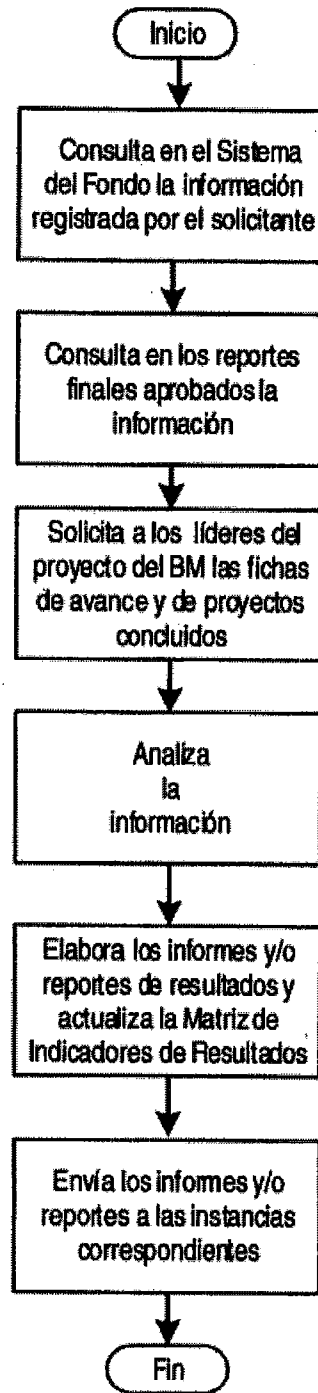 Inicio
Consulta en el Sistema
del Fondo la información
registrada por el solicitante
Consulta en los reportes
finales aprobados la
información
Solicita a los líderes del
proyecto del BM las fichas
de avance y de proyectos
concluidos
Analiza
la
información
Elabora los informes y/o
reportes de resultados y
actualiza la Matriz de
Indicadores de Resultados
Envía los informes y/o
reportes a las instancias
correspondientes
Fin